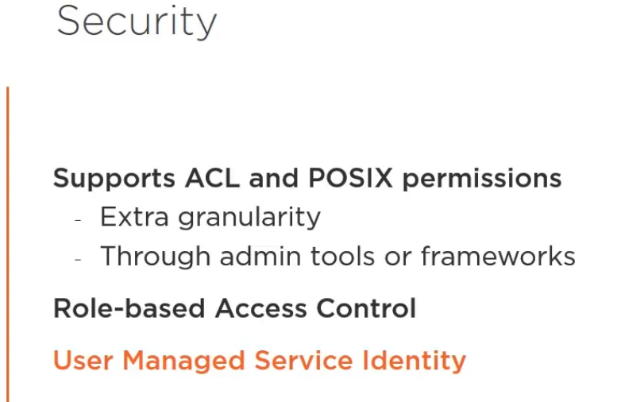 Security
Supports ACL and POSIX permissions
- Extra granularity
- Through admin tools or frameworks
Role-based Access Control
User Managed Service Identity